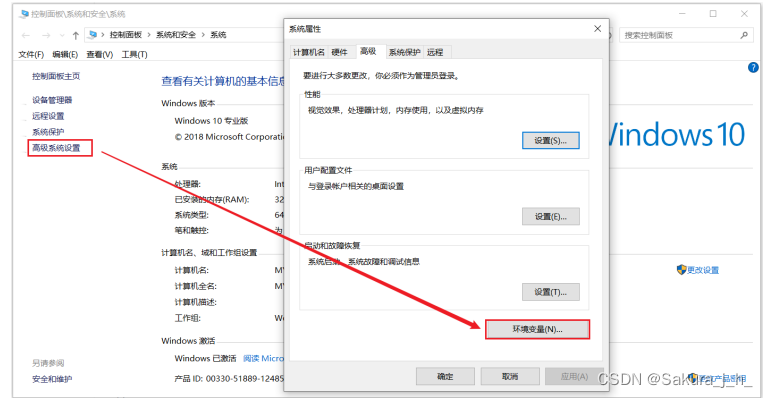 控制面板\系统和安全\系统
控制面板 > 系统和安全 > 系统
搜索控制面板
文件(F) 编辑(E) 查看(V) 工具(T)
控制面板主页
设备管理器
远程设置
系统保护
高级系统设置
另请参阅
安全和维护
查看有关计算机的基本信息
Windows 版本
Windows 10 专业版
© 2018 Microsoft Corporati
系统
处理器: Int
已安装的内存(RAM): 32
系统类型: 64
笔和触控: 为
计算机名、域和工作组设置
计算机名:
计算机全名:
计算机描述:
工作组:
Windows 激活
Windows 已激活 阅读 Micro
产品 ID: 00330-51889-12485
系统属性
计算机名 硬件 高级 系统保护 远程
要进行大多数更改，你必须作为管理员登录。
性能
视觉效果，处理器计划，内存使用，以及虚拟内存
设置(S)...
用户配置文件
与登录帐户相关的桌面设置
设置(E)...
启动和故障恢复
系统启动、系统故障和调试信息
设置(T)...
环境变量(N)...
确定 取消 应用(A)
indows 10
更改设置
更改产品密钥
CSDN @Sakura_j_h_